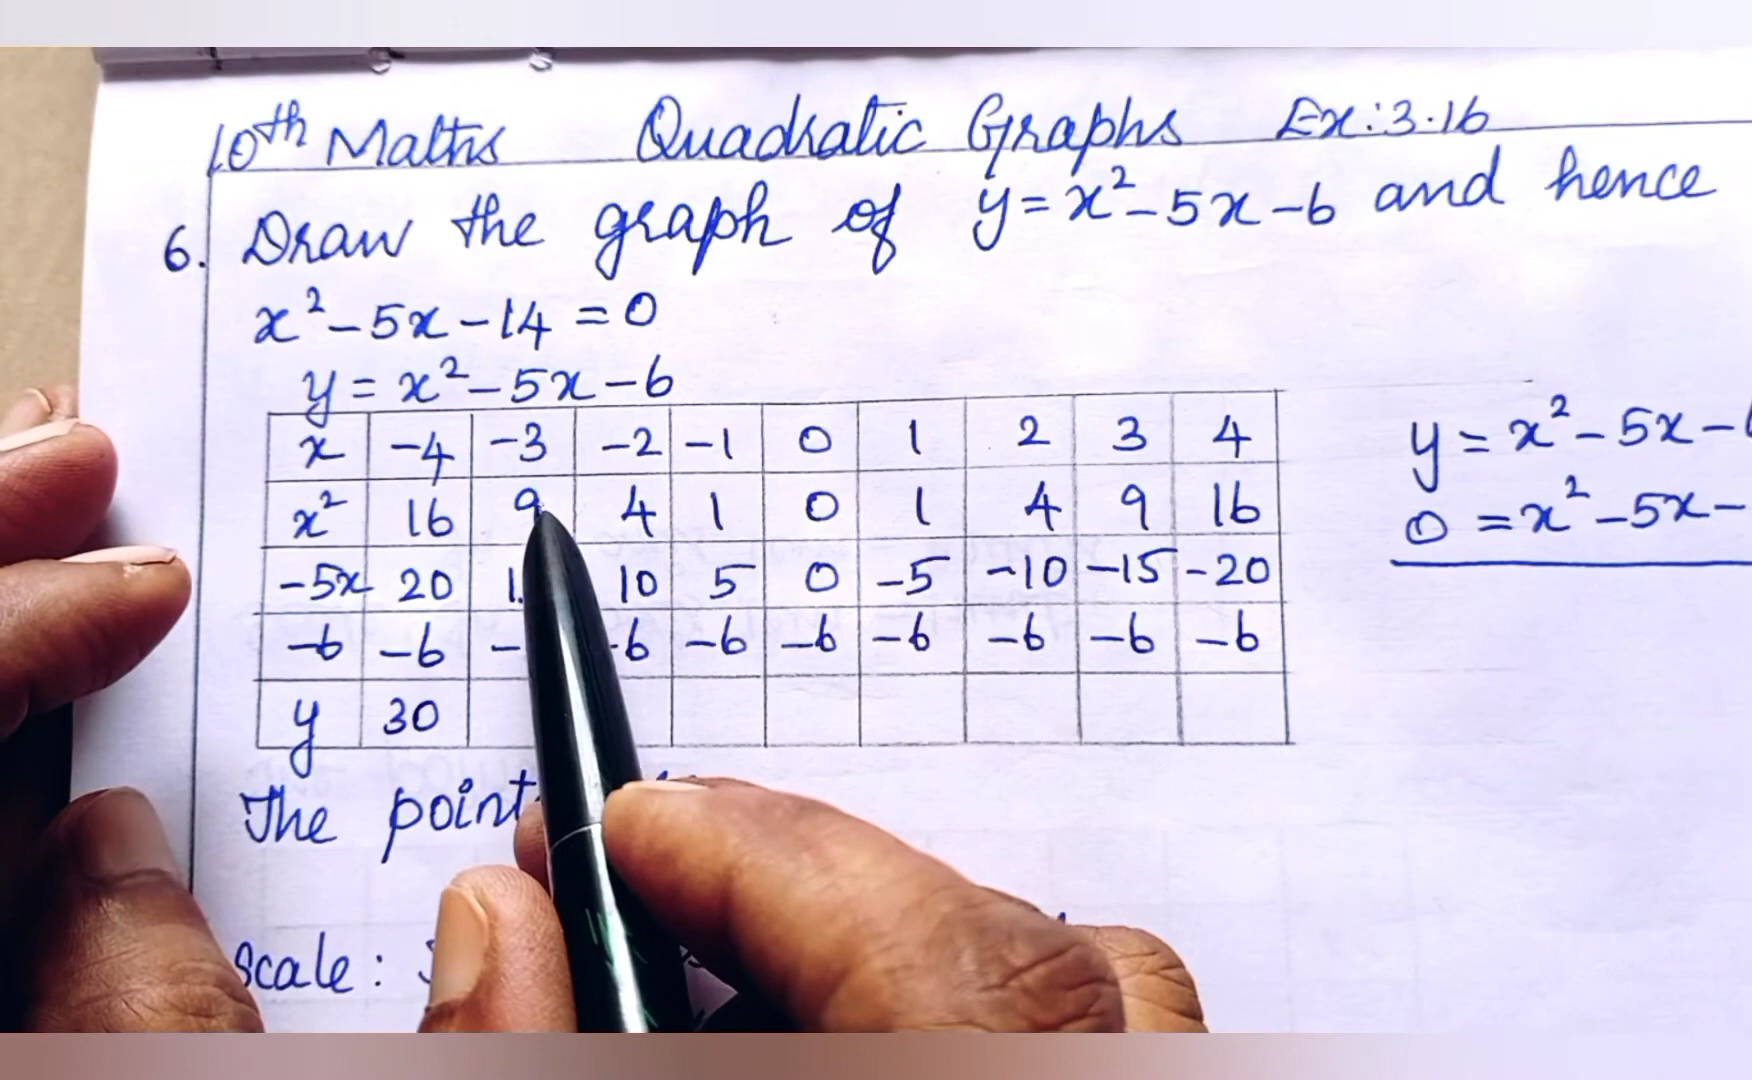 10th Maths Quadratic Graphs Ex: 3.16
6. Draw the graph of y = x² - 5x - 6 and hence
x² - 5x - 14 = 0
y = x² - 5x - 6
x -4 -3 -2 -1 0 1 2 3 4
x² 16 9 4 1 0 1 4 9 16
-5x 20 10 5 0 -5 -10 -15 -20
-6 -6 - -6 -6 -6 -6 -6 -6 -6
y 30
y = x² - 5x -
0 = x² - 5x -
The point
Scale: